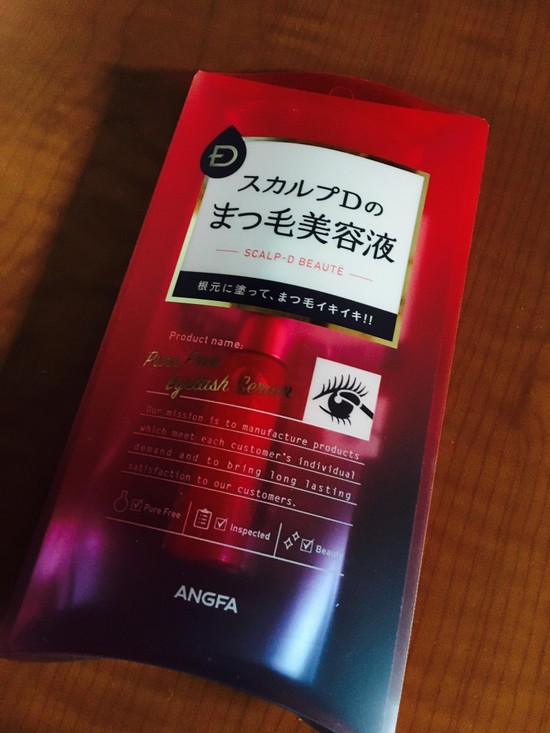 スカルプDの
まつ毛美容液
SCALP-D BEAUTÉ
根元に塗って、まつ毛イキイキ!!
Product name:
Pure Free
Eyelash Serum
Our mission is to manufacture products
which meet each customer's individual
demand and to bring long lasting
satisfaction to our customers.
Pure Free
Inspected
ANGFA